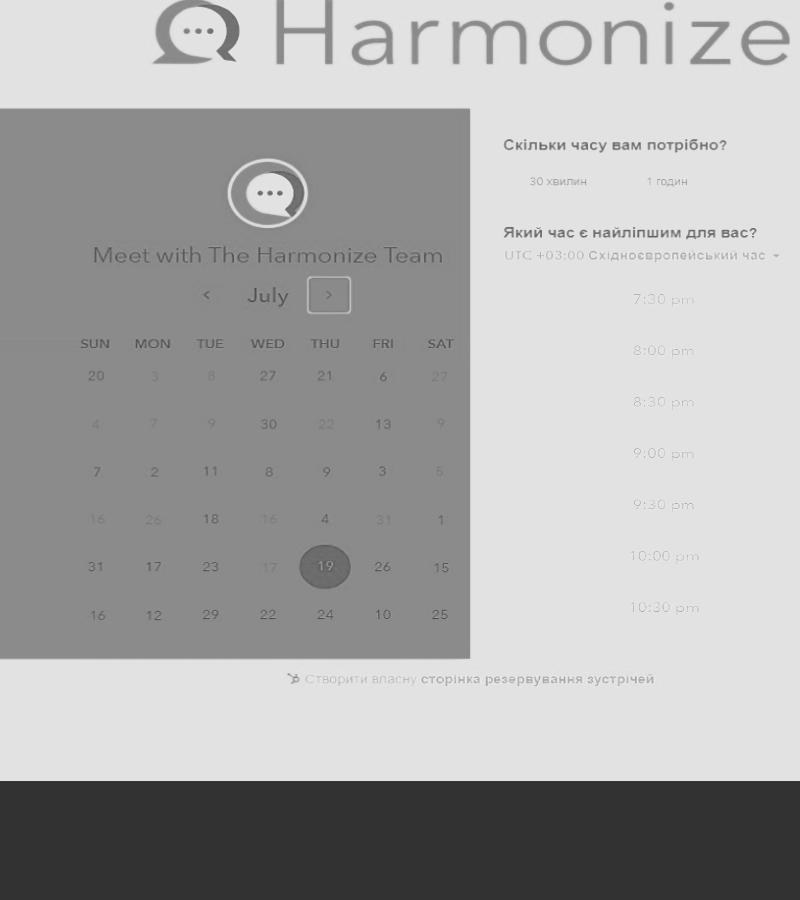 Harmonize
Meet with The Harmonize Team
July
SUN MON TUE WED THU FRI SAT
20 3 8 27 21 6 27
4 7 9 30 22 13 9
7 2 11 8 9 3 5
16 26 18 16 4 31 1
31 17 23 17 19 26 15
16 12 29 22 24 10 25
Скільки часу вам потрібно?
30 хвилин 1 годин
Який час є найліпшим для вас?
UTC +03:00 Східноєвропейський час
7:30 pm
8:00 pm
8:30 pm
9:00 pm
9:30 pm
10:00 pm
10:30 pm
Створити власну сторінка резервування зустрічей